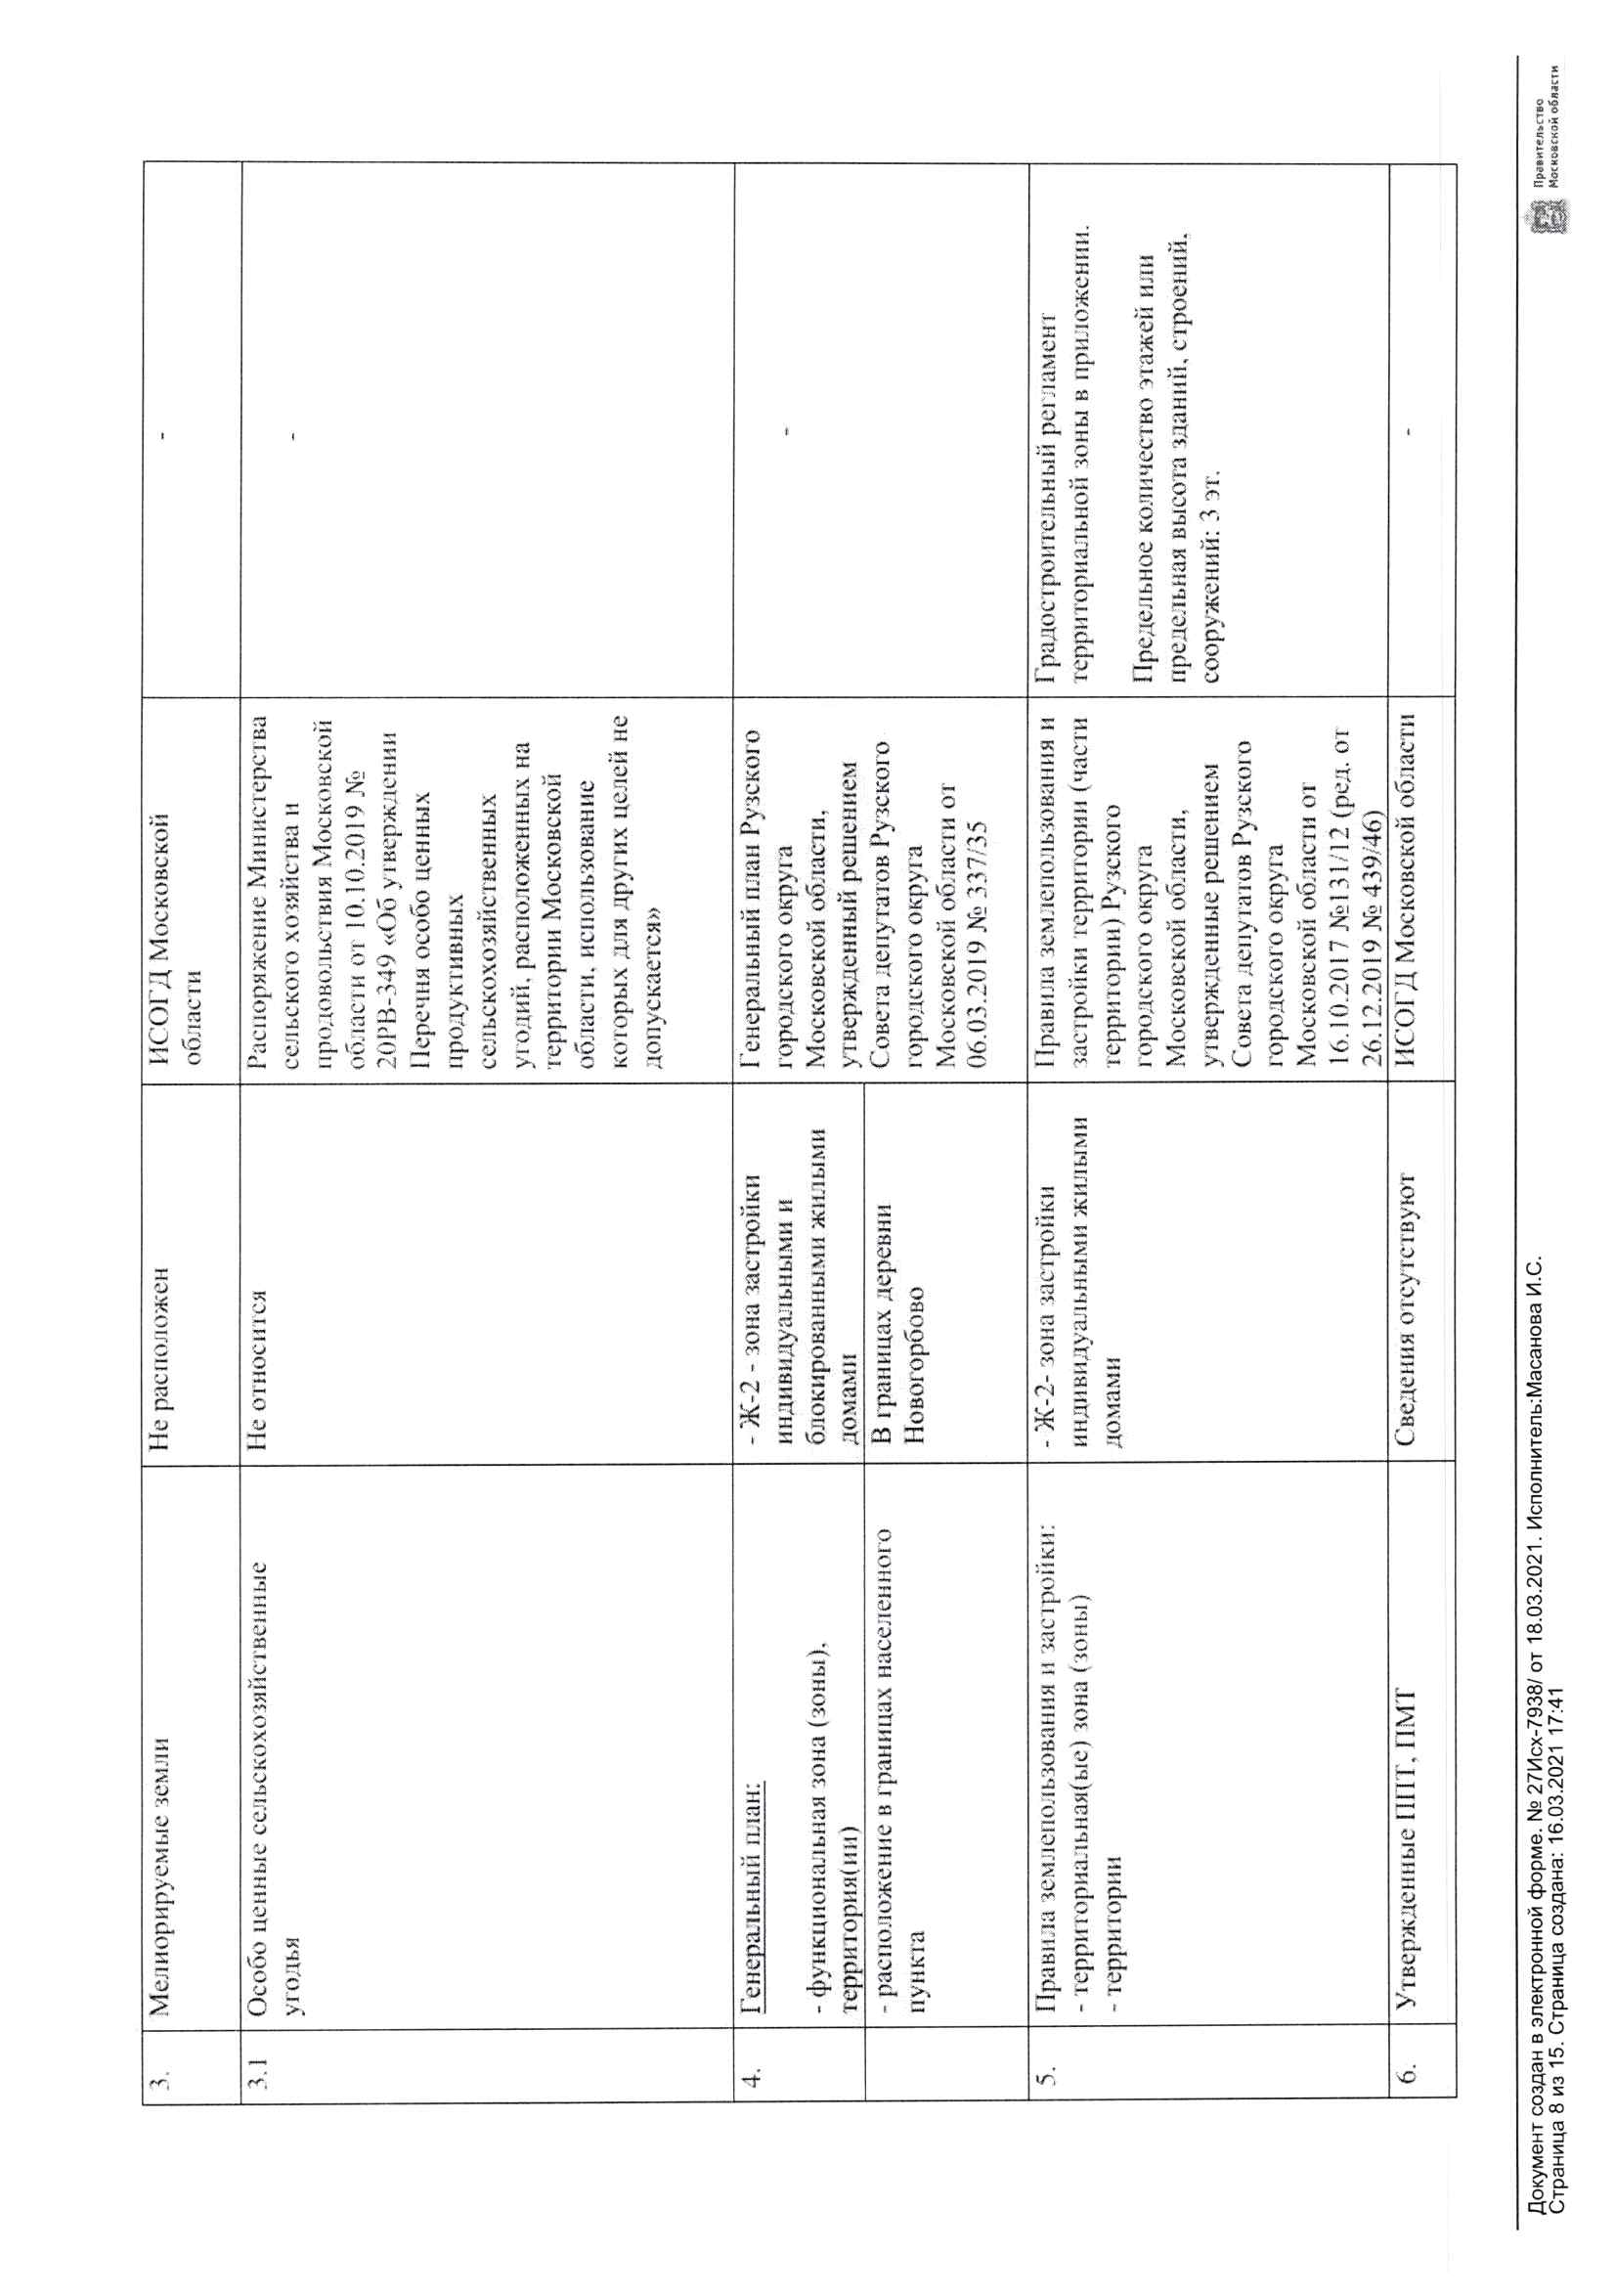 3.
Мелиорируемые земли
Не расположен
ИСОГД Московской
области
-
3.1
Особо ценные сельскохозяйственные
угодья
Не относится
Распоряжение Министерства
сельского хозяйства и
продовольствия Московской
области от 10.10.2019 №
20РВ-349 «Об утверждении
Перечня особо ценных
продуктивных
сельскохозяйственных
угодий, расположенных на
территории Московской
области, использование
которых для других целей не
допускается»
-
4.
Генеральный план:
- функциональная зона (зоны),
территория(ии)
- Ж-2 - зона застройки
индивидуальными и
блокированными жилыми
домами
- расположение в границах населенного
пункта
В границах деревни
Новогорбово
Генеральный план Рузского
городского округа
Московской области,
утвержденный решением
Совета депутатов Рузского
городского округа
Московской области от
06.03.2019 № 337/35
-
5.
Правила землепользования и застройки:
- территориальная(ые) зона (зоны)
- территории
- Ж-2- зона застройки
индивидуальными жилыми
домами
Правила землепользования и
застройки территории (части
территории) Рузского
городского округа
Московской области,
утвержденные решением
Совета депутатов Рузского
городского округа
Московской области от
16.10.2017 №131/12 (ред. от
26.12.2019 № 439/46)
Градостроительный регламент
территориальной зоны в приложении.
Предельное количество этажей или
предельная высота зданий, строений,
сооружений: 3 эт.
6.
Утвержденные ППТ, ПМТ
Сведения отсутствуют
ИСОГД Московской области
-
Документ создан в электронной форме. № 27Исх-7938/ от 18.03.2021. Исполнитель:Масанова И.С.
Страница 8 из 15. Страница создана: 16.03.2021 17:41
Правительство
Московской области